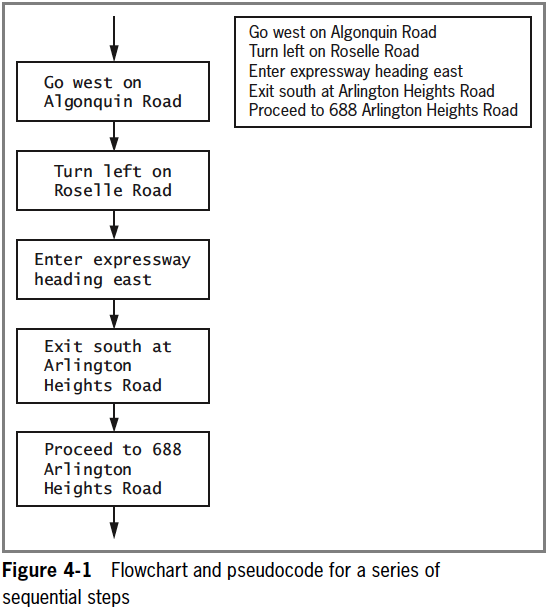 Go west on
Algonquin Road
Turn left on
Roselle Road
Enter expressway
heading east
Exit south at
Arlington
Heights Road
Proceed to 688
Arlington
Heights Road
Go west on Algonquin Road
Turn left on Roselle Road
Enter expressway heading east
Exit south at Arlington Heights Road
Proceed to 688 Arlington Heights Road
Figure 4-1 Flowchart and pseudocode for a series of
sequential steps